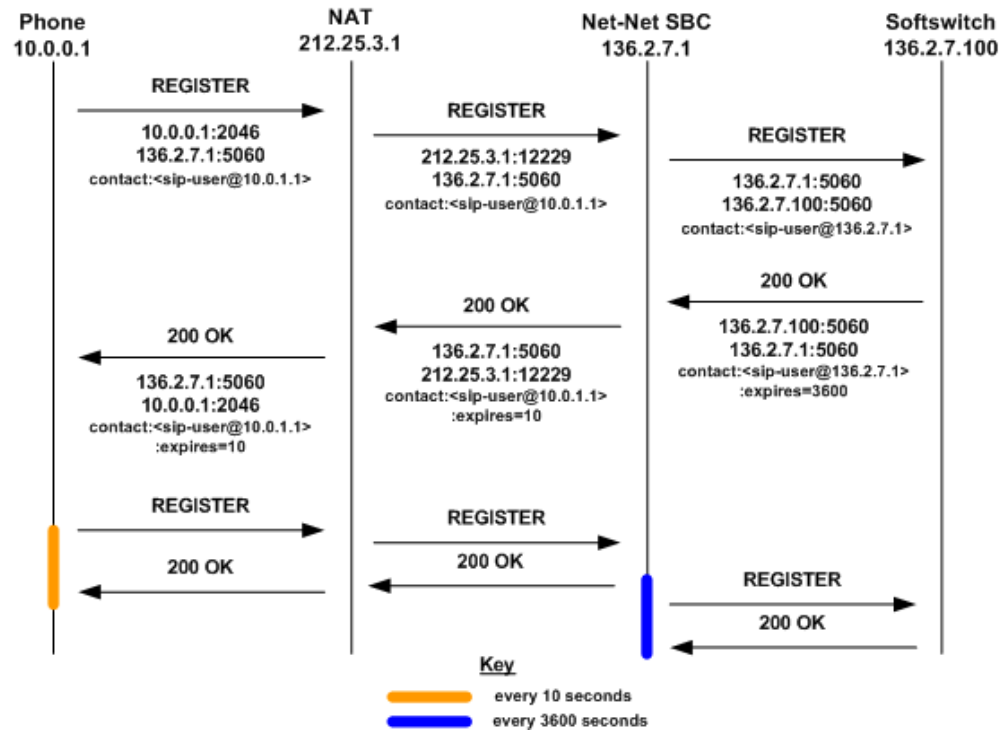 Phone
10.0.0.1
NAT
212.25.3.1
Net-Net SBC
136.2.7.1
Softswitch
136.2.7.100
REGISTER
10.0.0.1:2046
136.2.7.1:5060
contact:<sip-user@10.0.1.1>
REGISTER
212.25.3.1:12229
136.2.7.1:5060
contact:<sip-user@10.0.1.1>
REGISTER
136.2.7.1:5060
136.2.7.100:5060
contact:<sip-user@136.2.7.1>
200 OK
136.2.7.100:5060
136.2.7.1:5060
contact:<sip-user@136.2.7.1>
:expires=3600
200 OK
136.2.7.1:5060
212.25.3.1:12229
contact:<sip-user@10.0.1.1>
:expires=10
200 OK
136.2.7.1:5060
10.0.0.1:2046
contact:<sip-user@10.0.1.1>
:expires=10
REGISTER
REGISTER
200 OK
200 OK
REGISTER
200 OK
Key
every 10 seconds
every 3600 seconds